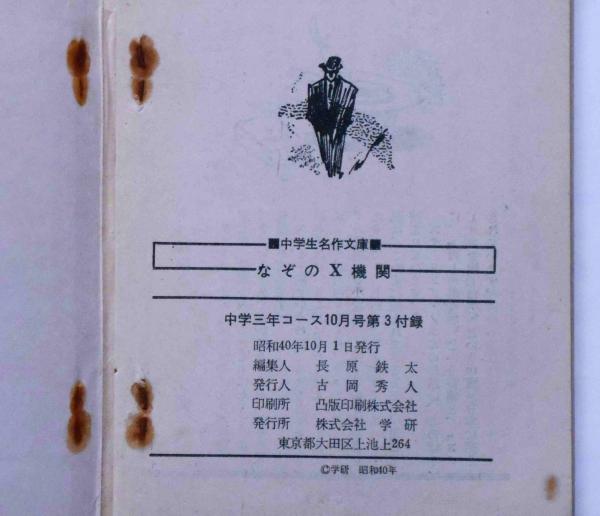 ■中学生名作文庫■
なぞのX機関
中学三年コース10月号第3付録
昭和40年10月1日発行
編集人 長原鉄太
発行人 古岡秀人
印刷所 凸版印刷株式会社
発行所 株式会社 学研
東京都大田区上池上264
©学研 昭和40年